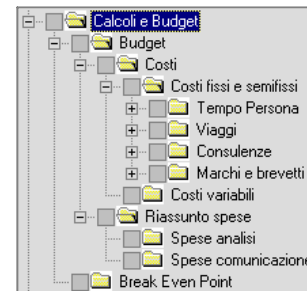 Calcoli e Budget
Budget
Costi
Costi fissi e semifissi
Tempo Persona
Viaggi
Consulenze
Marchi e brevetti
Costi variabili
Riassunto spese
Spese analisi
Spese comunicazione
Break Even Point